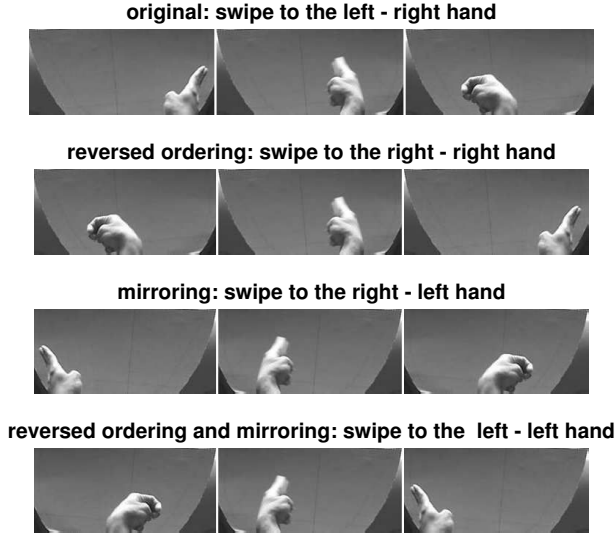 original: swipe to the left - right hand
reversed ordering: swipe to the right - right hand
mirroring: swipe to the right - left hand
reversed ordering and mirroring: swipe to the  left - left hand